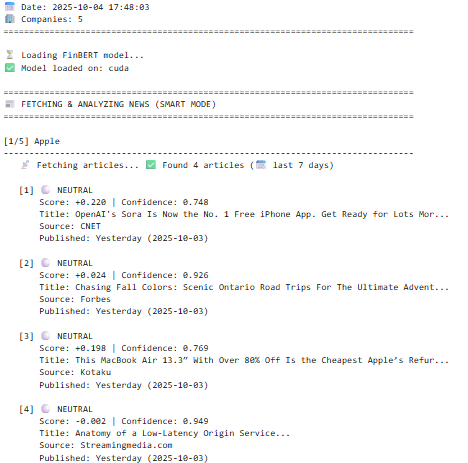 📅 Date: 2025-10-04 17:48:03
🏢 Companies: 5
================================================================================
⏳ Loading FinBERT model...
✅ Model loaded on: cuda
================================================================================
📰 FETCHING & ANALYZING NEWS (SMART MODE)
================================================================================
[1/5] Apple
--------------------------------------------------------------------------------
📡 Fetching articles... ✅ Found 4 articles (📅 last 7 days)
[1] ⚪ NEUTRAL
Score: +0.220 | Confidence: 0.748
Title: OpenAI's Sora Is Now the No. 1 Free iPhone App. Get Ready for Lots Mor...
Source: CNET
Published: Yesterday (2025-10-03)
[2] ⚪ NEUTRAL
Score: +0.024 | Confidence: 0.926
Title: Chasing Fall Colors: Scenic Ontario Road Trips For The Ultimate Advent...
Source: Forbes
Published: Yesterday (2025-10-03)
[3] ⚪ NEUTRAL
Score: +0.198 | Confidence: 0.769
Title: This MacBook Air 13.3” With Over 80% Off Is the Cheapest Apple’s Refur...
Source: Kotaku
Published: Yesterday (2025-10-03)
[4] ⚪ NEUTRAL
Score: -0.002 | Confidence: 0.949
Title: Anatomy of a Low-Latency Origin Service...
Source: Streamingmedia.com
Published: Yesterday (2025-10-03)